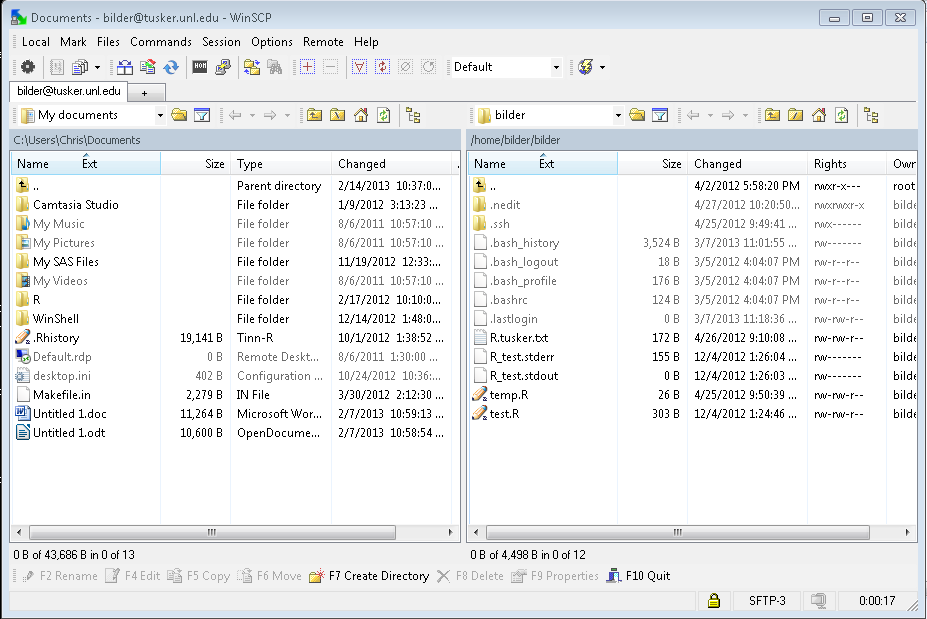 Documents - bilder@tusker.unl.edu - WinSCP
Local Mark Files Commands Session Options Remote Help
Default
bilder@tusker.unl.edu +
My documents
bilder
C:\Users\Chris\Documents
/home/bilder/bilder
Name Ext Size Type Changed
.. Parent directory 2/14/2013 10:37:0...
Camtasia Studio File folder 1/9/2012 3:13:23 ...
My Music File folder 8/6/2011 10:57:10 ...
My Pictures File folder 8/6/2011 10:57:10 ...
My SAS Files File folder 11/19/2012 12:33:...
My Videos File folder 8/6/2011 10:57:10 ...
R File folder 2/17/2012 10:10:0...
WinShell File folder 12/14/2012 1:48:0...
.Rhistory 19,141 B Tinn-R 10/1/2012 1:38:52 ...
Default.rdp 0 B Remote Deskt... 8/6/2011 1:30:00 ...
desktop.ini 402 B Configuration ... 10/24/2012 10:36:...
Makefile.in 2,279 B IN File 3/30/2012 2:12:30 ...
Untitled 1.doc 11,264 B Microsoft Wor... 2/7/2013 10:59:13 ...
Untitled 1.odt 10,600 B OpenDocume... 2/7/2013 10:58:54 ...
0 B of 43,686 B in 0 of 13
Name Ext Size Changed Rights Own
.. 4/2/2012 5:58:20 PM rwxr-x--- root
.nedit 4/27/2012 10:20:50... rwxrwxr-x bilde
.ssh 4/25/2012 9:49:41 ... rwx------ bilde
.bash_history 3,524 B 3/7/2013 11:01:55 ... rw------- bilde
.bash_logout 18 B 3/5/2012 4:04:07 PM rw-r--r-- bilde
.bash_profile 176 B 3/5/2012 4:04:07 PM rw-r--r-- bilde
.bashrc 124 B 3/5/2012 4:04:07 PM rw-r--r-- bilde
.lastlogin 0 B 3/7/2013 11:18:36 ... rw-rw-r-- bilde
R.tusker.txt 172 B 4/26/2012 9:10:08 ... rw-rw-r-- bilde
R_test.stderr 155 B 12/4/2012 1:26:04 ... rw------- bilde
R_test.stdout 0 B 12/4/2012 1:26:03 ... rw------- bilde
temp.R 26 B 4/25/2012 9:50:39 ... rw-rw-r-- bilde
test.R 303 B 12/4/2012 1:24:46 ... rw-rw-r-- bilde
0 B of 4,498 B in 0 of 12
F2 Rename F4 Edit F5 Copy F6 Move F7 Create Directory F8 Delete F9 Properties F10 Quit
SFTP-3 0:00:17